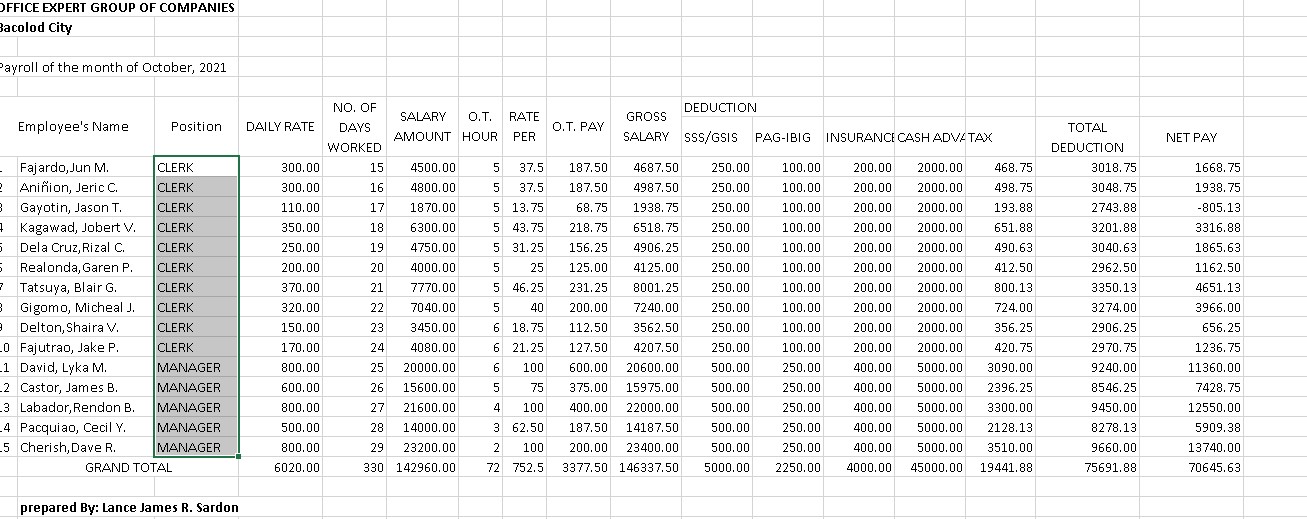 OFFICE EXPERT GROUP OF COMPANIES
Bacolod City
Payroll of the month of October, 2021
Employee's Name Position DAILY RATE NO. OF DAYS WORKED SALARY AMOUNT O.T. HOUR RATE PER O.T. PAY GROSS SALARY DEDUCTION SSS/GSIS PAG-IBIG INSURANCE CASH ADVA TAX TOTAL DEDUCTION NET PAY
1 Fajardo,Jun M. CLERK 300.00 15 4500.00 5 37.5 187.50 4687.50 250.00 100.00 200.00 2000.00 468.75 3018.75 1668.75
2 Aniñion, Jeric C. CLERK 300.00 16 4800.00 5 37.5 187.50 4987.50 250.00 100.00 200.00 2000.00 498.75 3048.75 1938.75
3 Gayotin, Jason T. CLERK 110.00 17 1870.00 5 13.75 68.75 1938.75 250.00 100.00 200.00 2000.00 193.88 2743.88 -805.13
4 Kagawad, Jobert V. CLERK 350.00 18 6300.00 5 43.75 218.75 6518.75 250.00 100.00 200.00 2000.00 651.88 3201.88 3316.88
5 Dela Cruz,Rizal C. CLERK 250.00 19 4750.00 5 31.25 156.25 4906.25 250.00 100.00 200.00 2000.00 490.63 3040.63 1865.63
6 Realonda,Garen P. CLERK 200.00 20 4000.00 5 25 125.00 4125.00 250.00 100.00 200.00 2000.00 412.50 2962.50 1162.50
7 Tatsuya, Blair G. CLERK 370.00 21 7770.00 5 46.25 231.25 8001.25 250.00 100.00 200.00 2000.00 800.13 3350.13 4651.13
8 Gigomo, Micheal J. CLERK 320.00 22 7040.00 5 40 200.00 7240.00 250.00 100.00 200.00 2000.00 724.00 3274.00 3966.00
9 Delton,Shaira V. CLERK 150.00 23 3450.00 6 18.75 112.50 3562.50 250.00 100.00 200.00 2000.00 356.25 2906.25 656.25
10 Fajutrao, Jake P. CLERK 170.00 24 4080.00 6 21.25 127.50 4207.50 250.00 100.00 200.00 2000.00 420.75 2970.75 1236.75
11 David, Lyka M. MANAGER 800.00 25 20000.00 6 100 600.00 20600.00 500.00 250.00 400.00 5000.00 3090.00 9240.00 11360.00
12 Castor, James B. MANAGER 600.00 26 15600.00 5 75 375.00 15975.00 500.00 250.00 400.00 5000.00 2396.25 8546.25 7428.75
13 Labador,Rendon B. MANAGER 800.00 27 21600.00 4 100 400.00 22000.00 500.00 250.00 400.00 5000.00 3300.00 9450.00 12550.00
14 Pacquiao, Cecil Y. MANAGER 500.00 28 14000.00 3 62.50 187.50 14187.50 500.00 250.00 400.00 5000.00 2128.13 8278.13 5909.38
15 Cherish,Dave R. MANAGER 800.00 29 23200.00 2 100 200.00 23400.00 500.00 250.00 400.00 5000.00 3510.00 9660.00 13740.00
GRAND TOTAL 6020.00 330 142960.00 72 752.5 3377.50 146337.50 5000.00 2250.00 4000.00 45000.00 19441.88 75691.88 70645.63
prepared By: Lance James R. Sardon